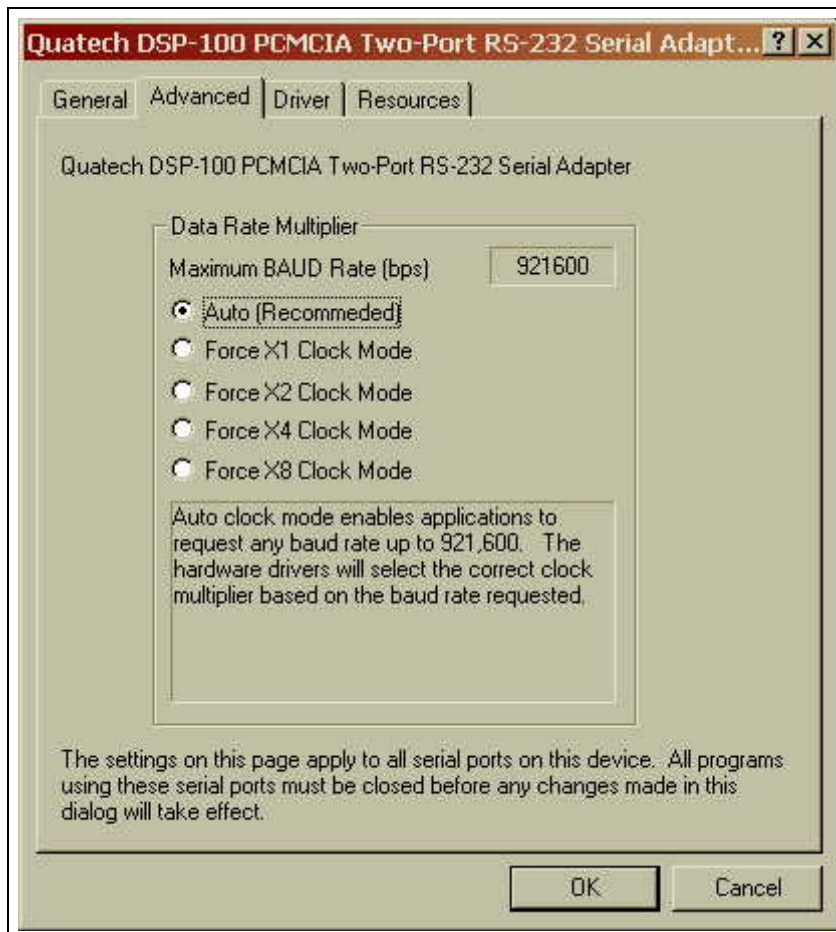 Quatech DSP-100 PCMCIA Two-Port RS-232 Serial Adapt...
General Advanced Driver Resources
Quatech DSP-100 PCMCIA Two-Port RS-232 Serial Adapter
Data Rate Multiplier
Maximum BAUD Rate (bps) 921600
Auto (Recommeded)
Force X1 Clock Mode
Force X2 Clock Mode
Force X4 Clock Mode
Force X8 Clock Mode
Auto clock mode enables applications to
request any baud rate up to 921,600. The
hardware drivers will select the correct clock
multiplier based on the baud rate requested.
The settings on this page apply to all serial ports on this device. All programs
using these serial ports must be closed before any changes made in this
dialog will take effect.
OK Cancel